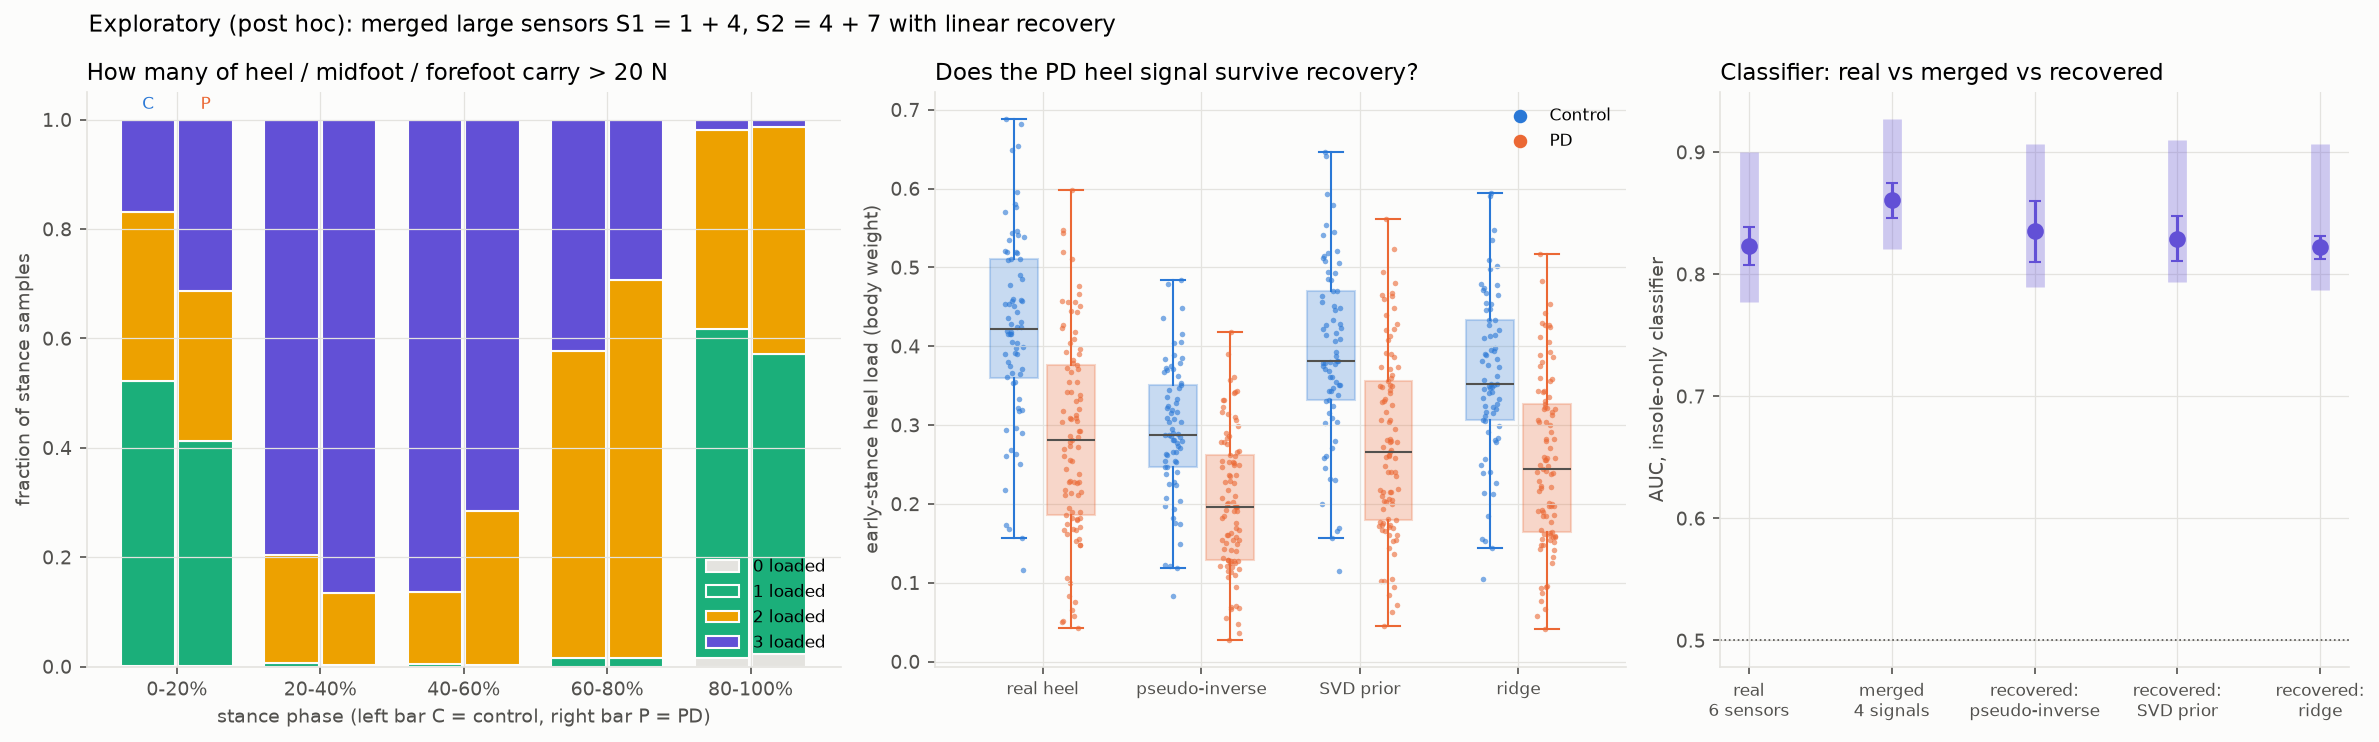 Exploratory (post hoc): merged large sensors S1 = 1 + 4, S2 = 4 + 7 with linear recovery
How many of heel / midfoot / forefoot carry > 20 N
C
P
1.0
0.8
0.6
0.4
0.2
0.0
fraction of stance samples
0 loaded
1 loaded
2 loaded
3 loaded
0-20%
20-40%
40-60%
60-80%
80-100%
stance phase (left bar C = control, right bar P = PD)
Does the PD heel signal survive recovery?
Control
PD
0.7
0.6
0.5
0.4
0.3
0.2
0.1
0.0
early-stance heel load (body weight)
real heel
pseudo-inverse
SVD prior
ridge
Classifier: real vs merged vs recovered
0.9
0.8
0.7
0.6
0.5
AUC, insole-only classifier
real
6 sensors
merged
4 signals
recovered:
pseudo-inverse
recovered:
SVD prior
recovered:
ridge